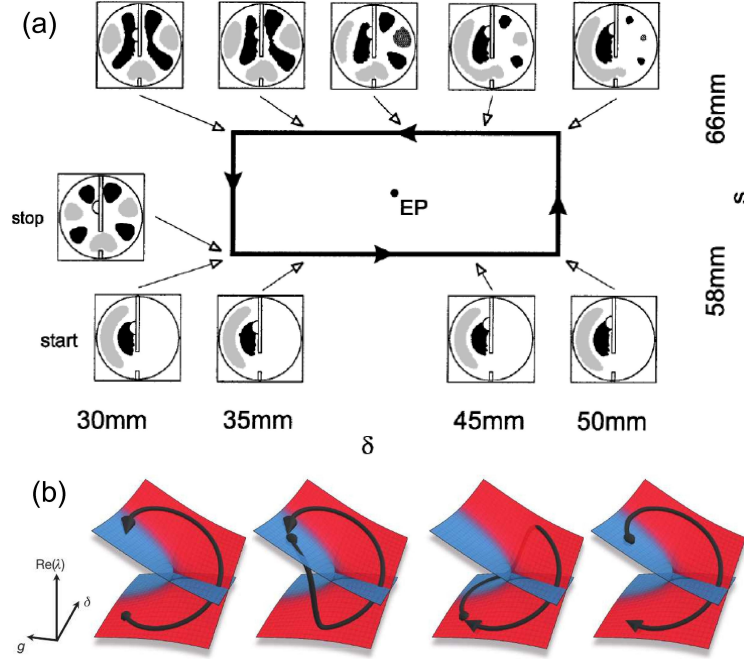 (a)
66mm
EP
s
stop
58mm
start
30mm
35mm
45mm
50mm
δ
(b)
Re(λ)
δ
g